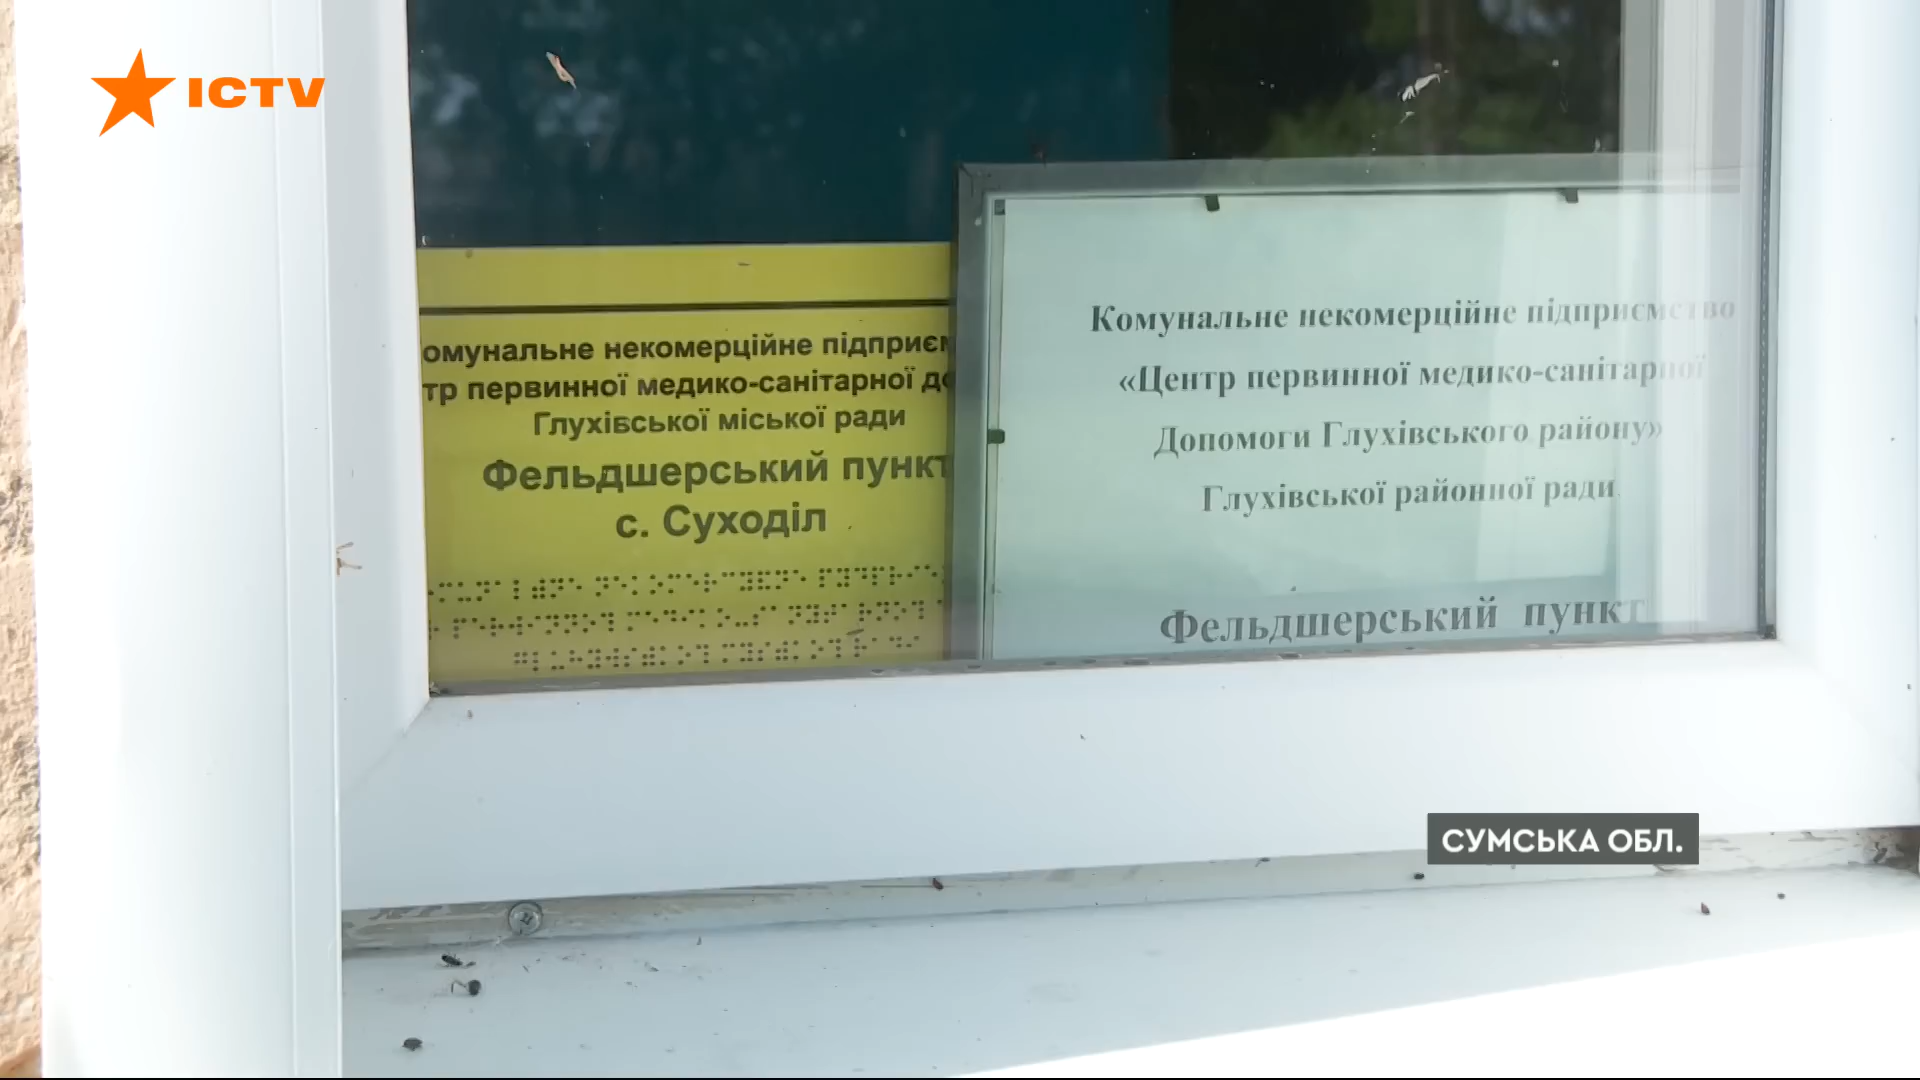 ICTV
омунальне некомерційне підприєм
тр первинної медико-санітарної до
Глухівської міської ради
Фельдшерський пункт
с. Суходіл
Комунальне некомерційне підприємство
«Центр первинної медико-санітарної
Допомоги Глухівського району»
Глухівської районної ради
Фельдшерський пункт
СУМСЬКА ОБЛ.